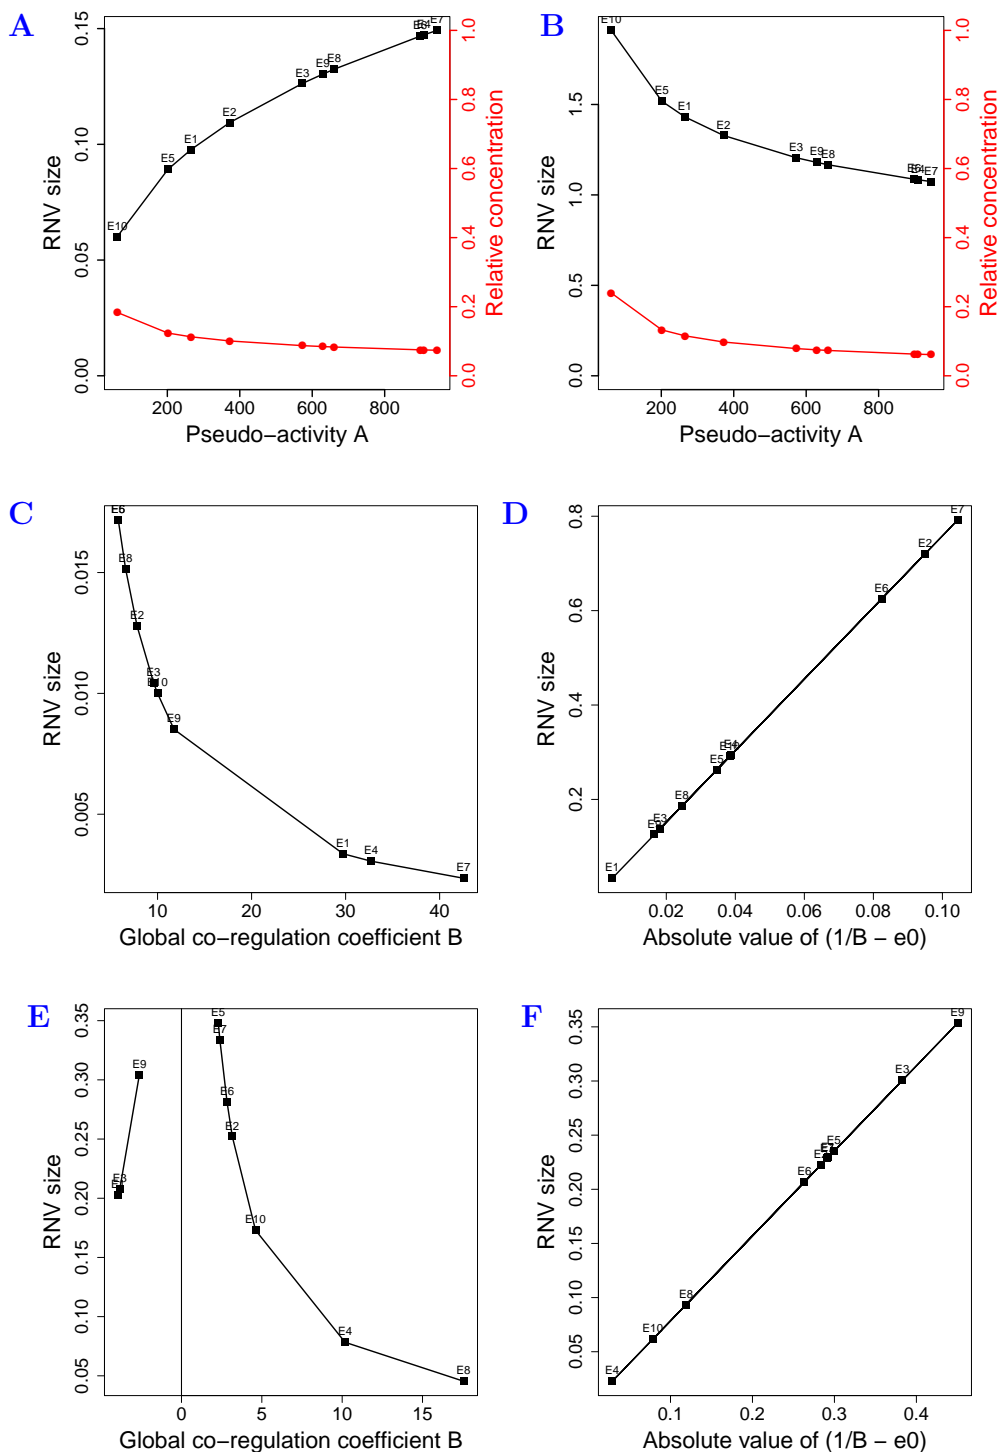 A
RNV size
0.00
0.05
0.10
0.15
E10
E5
E1
E2
E3
E9
E8
E4
E7
200
400
600
800
Pseudo−activity A
0.0
0.2
0.4
0.6
0.8
1.0
Relative concentration
B
RNV size
0.0
0.5
1.0
1.5
E10
E5
E1
E2
E3
E9
E8
E6
E4
E7
200
400
600
800
Pseudo−activity A
0.0
0.2
0.4
0.6
0.8
1.0
Relative concentration
C
RNV size
0.005
0.010
0.015
E8
E2
E3
E10
E9
E1
E4
E7
10
20
30
40
Global co−regulation coefficient B
D
RNV size
0.2
0.4
0.6
0.8
E1
E3
E8
E5
E4
E6
E2
E7
0.02
0.04
0.06
0.08
0.10
Absolute value of (1/B − e0)
E
RNV size
0.05
0.10
0.15
0.20
0.25
0.30
0.35
E9
E3
E5
E7
E6
E2
E10
E4
E8
0
5
10
15
Global co−regulation coefficient B
F
RNV size
0.05
0.10
0.15
0.20
0.25
0.30
0.35
E4
E10
E8
E6
E5
E3
E9
0.1
0.2
0.3
0.4
Absolute value of (1/B − e0)